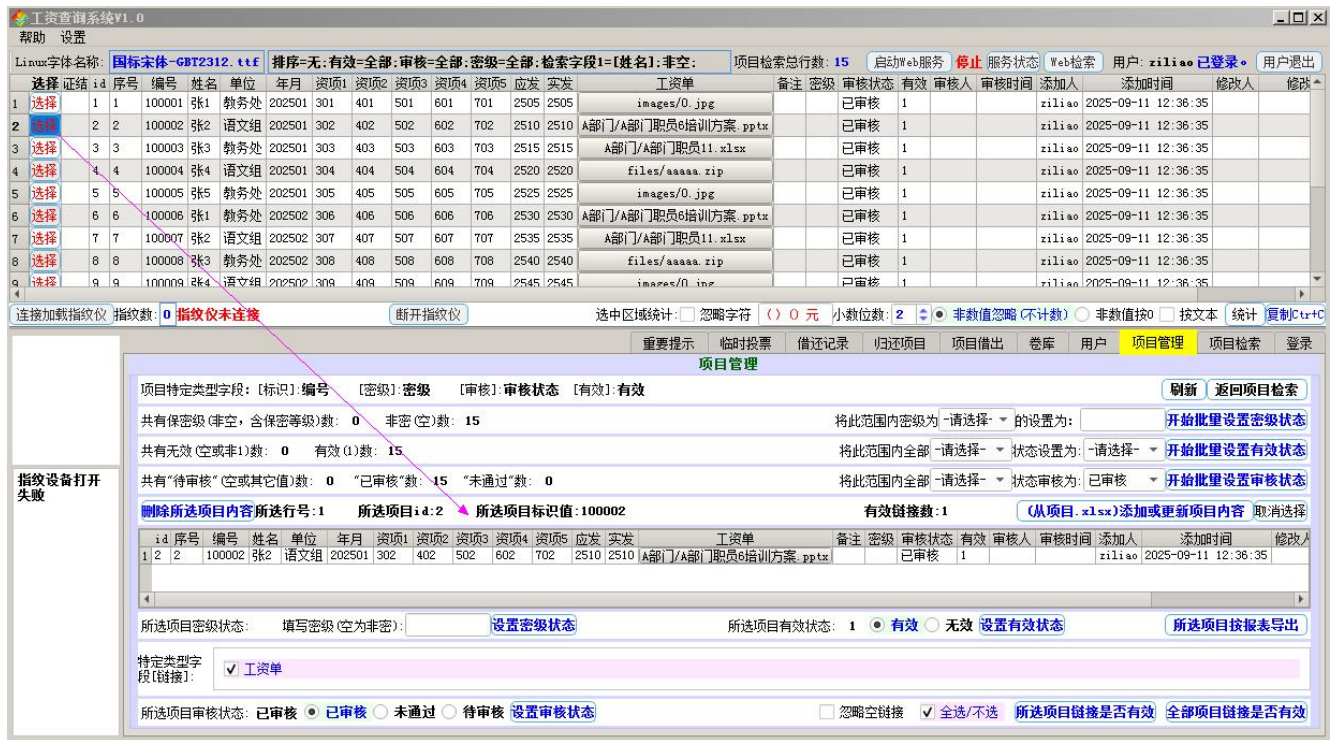 工资查询系统V1.0
帮助 设置
Linux字体名称: 国标宋体-GBT2312.ttf 排序=无;有效=全部;审核=全部;密级=全部;检索字段1=[姓名]:非空; 项目检索总行数: 15 启动Web服务 停止 服务状态 Web检索 用户: ziliao 已登录。 用户退出
选择 证结 id 序号 编号 姓名 单位 年月 资项1 资项2 资项3 资项4 资项5 应发 实发 工资单 备注 密级 审核状态 有效 审核人 审核时间 添加人 添加时间 修改人 修改
1 选择 1 1 100001 张1 教务处 202501 301 401 501 601 701 2505 2505 images/0.jpg 已审核 1 ziliao 2025-09-11 12:36:35
2 选择 2 2 100002 张2 语文组 202501 302 402 502 602 702 2510 2510 A部门/A部门职员6培训方案.pptx 已审核 1 ziliao 2025-09-11 12:36:35
3 选择 3 3 100003 张3 教务处 202501 303 403 503 603 703 2515 2515 A部门/A部门职员11.xlsx 已审核 1 ziliao 2025-09-11 12:36:35
4 选择 4 4 100004 张4 语文组 202501 304 404 504 604 704 2520 2520 files/aaaaa.zip 已审核 1 ziliao 2025-09-11 12:36:35
5 选择 5 5 100005 张5 教务处 202501 305 405 505 605 705 2525 2525 images/0.jpg 已审核 1 ziliao 2025-09-11 12:36:35
6 选择 6 6 100006 张1 教务处 202502 306 406 506 606 706 2530 2530 A部门/A部门职员6培训方案.pptx 已审核 1 ziliao 2025-09-11 12:36:35
7 选择 7 7 100007 张2 语文组 202502 307 407 507 607 707 2535 2535 A部门/A部门职员11.xlsx 已审核 1 ziliao 2025-09-11 12:36:35
8 选择 8 8 100008 张3 教务处 202502 308 408 508 608 708 2540 2540 files/aaaaa.zip 已审核 1 ziliao 2025-09-11 12:36:35
9 选择 9 9 100009 张4 语文组 202502 309 409 509 609 709 2545 2545 images/0.jpg 已审核 1 ziliao 2025-09-11 12:36:35
连接加载指纹仪 指纹数: 0 指纹仪未连接 断开指纹仪 选中区域统计: 忽略字符 ()0 元 小数位数: 2 非数值忽略(不计数) 非数值按0 按文本 统计 复制Ctr+C
重要提示 临时投票 借还记录 归还项目 项目借出 卷库 用户 项目管理 项目检索 登录
项目管理
项目特定类型字段: [标识]:编号 [密级]:密级 [审核]:审核状态 [有效]:有效 刷新 返回项目检索
共有保密级(非空，含保密等级)数: 0 非密(空)数: 15 将此范围内密级为 -请选择- 的设置为: 开始批量设置密级状态
共有无效(空或非1)数: 0 有效(1)数: 15 将此范围内全部 -请选择- 状态设置为: -请选择- 开始批量设置有效状态
指纹设备打开失败
共有“待审核”(空或其它值)数: 0 “已审核”数: 15 “未通过”数: 0 将此范围内全部 -请选择- 状态审核为: 已审核 开始批量设置审核状态
删除所选项目内容 所选行号:1 所选项目id:2 所选项目标识值:100002 有效链接数:1 (从项目.xlsx)添加或更新项目内容 取消选择
id 序号 编号 姓名 单位 年月 资项1 资项2 资项3 资项4 资项5 应发 实发 工资单 备注 密级 审核状态 有效 审核人 审核时间 添加人 添加时间 修改人
1 2 2 100002 张2 语文组 202501 302 402 502 602 702 2510 2510 A部门/A部门职员6培训方案.pptx 已审核 1 ziliao 2025-09-11 12:36:35
所选项目密级状态: 填写密级(空为非密): 设置密级状态 所选项目有效状态: 1 有效 无效 设置有效状态 所选项目按报表导出
特定类型字段[链接]: 工资单
所选项目审核状态: 已审核 已审核 未通过 待审核 设置审核状态 忽略空链接 全选/不选 所选项目链接是否有效 全部项目链接是否有效